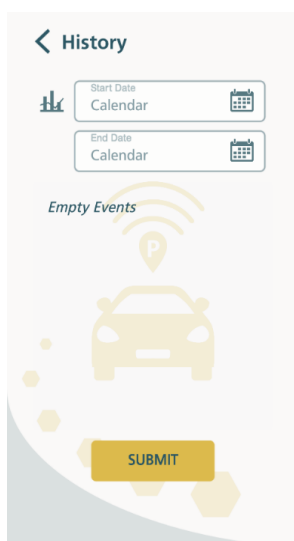 History
Start Date
Calendar
End Date
Calendar
Empty Events
P
SUBMIT